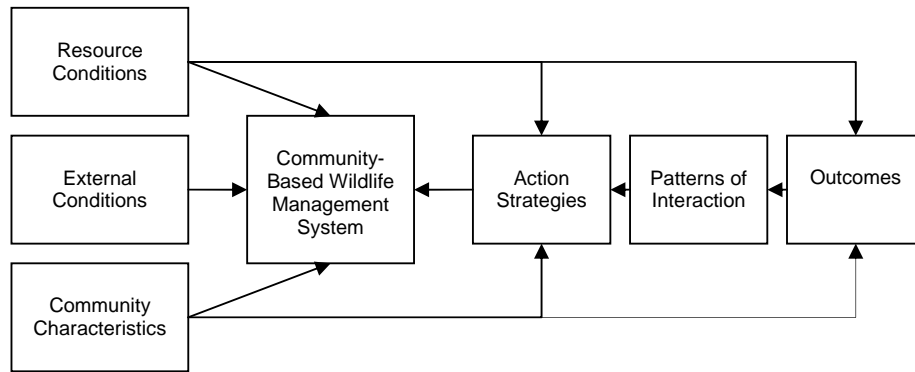 Resource
Conditions
External
Conditions
Community
Characteristics
Community-
Based Wildlife
Management
System
Action
Strategies
Patterns of
Interaction
Outcomes